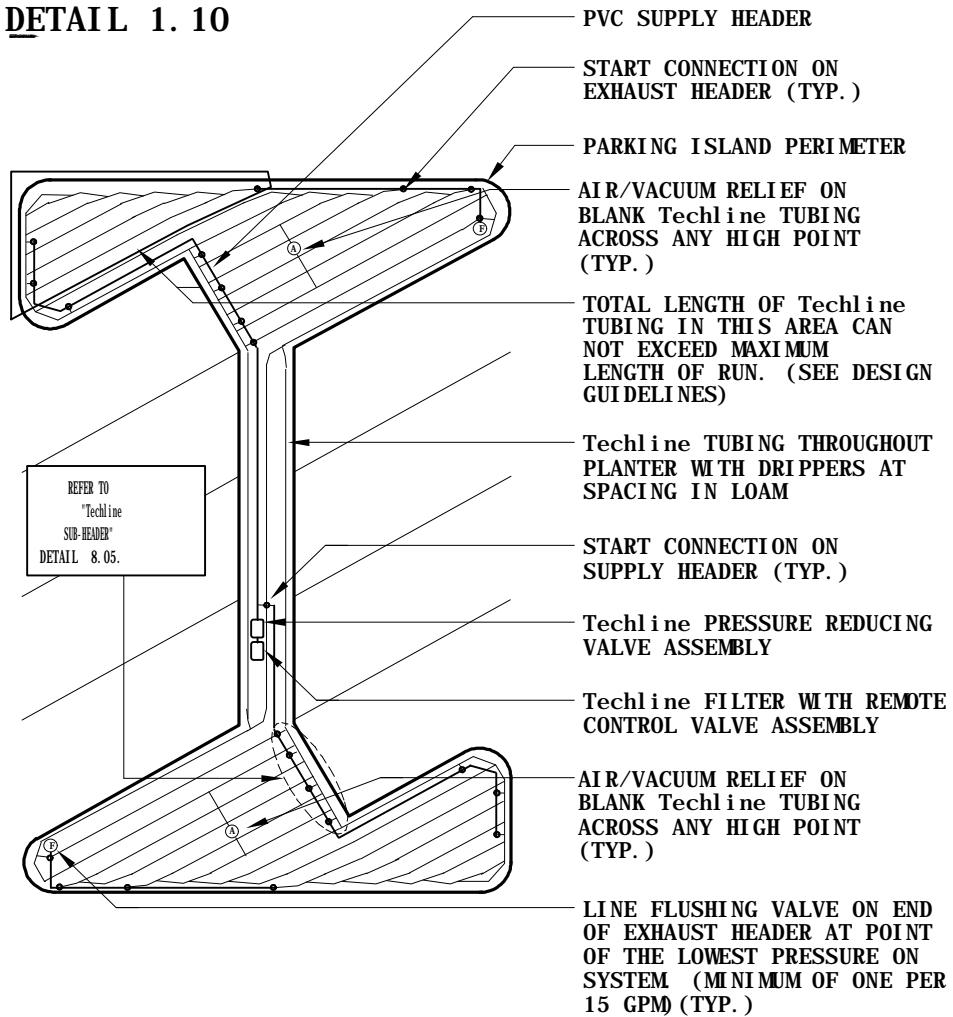 DETAIL 1.10
PVC SUPPLY HEADER
START CONNECTION ON
EXHAUST HEADER (TYP.)
PARKING ISLAND PERIMETER
AIR/VACUUM RELIEF ON
BLANK Techline TUBING
ACROSS ANY HIGH POINT
(TYP.)
TOTAL LENGTH OF Techline
TUBING IN THIS AREA CAN
NOT EXCEED MAXIMUM
LENGTH OF RUN. (SEE DESIGN
GUIDELINES)
Techline TUBING THROUGHOUT
PLANTER WITH DRIPPERS AT
SPACING IN LOAM
REFER TO
"Techline
SUB-HEADER"
DETAIL 8.05.
START CONNECTION ON
SUPPLY HEADER (TYP.)
Techline PRESSURE REDUCING
VALVE ASSEMBLY
Techline FILTER WITH REMOTE
CONTROL VALVE ASSEMBLY
AIR/VACUUM RELIEF ON
BLANK Techline TUBING
ACROSS ANY HIGH POINT
(TYP.)
LINE FLUSHING VALVE ON END
OF EXHAUST HEADER AT POINT
OF THE LOWEST PRESSURE ON
SYSTEM. (MINIMUM OF ONE PER
15 GPM)(TYP.)
F
A
A
F